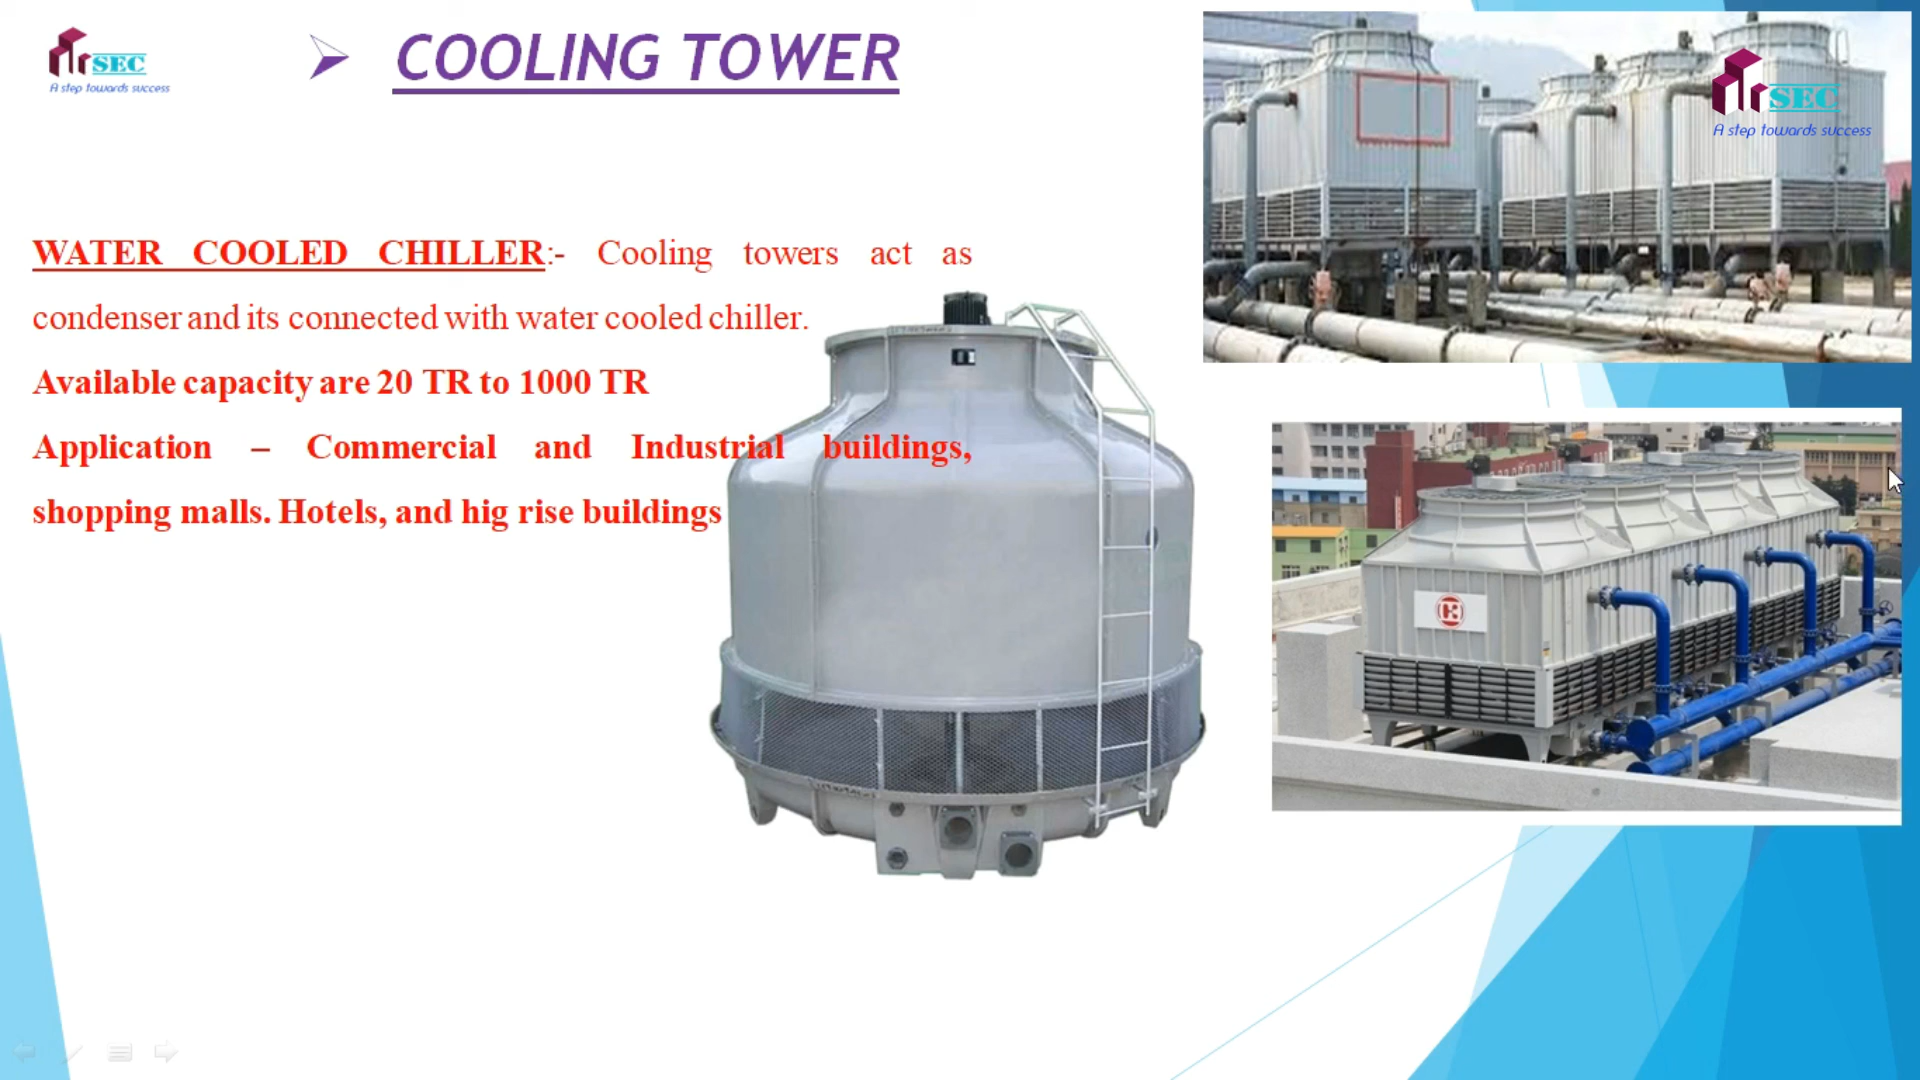 SEC
A step towards success
COOLING TOWER
SEC
A step towards success
WATER COOLED CHILLER:- Cooling towers act as
condenser and its connected with water cooled chiller.
Available capacity are 20 TR to 1000 TR
Application – Commercial and Industrial buildings,
shopping malls. Hotels, and hig rise buildings